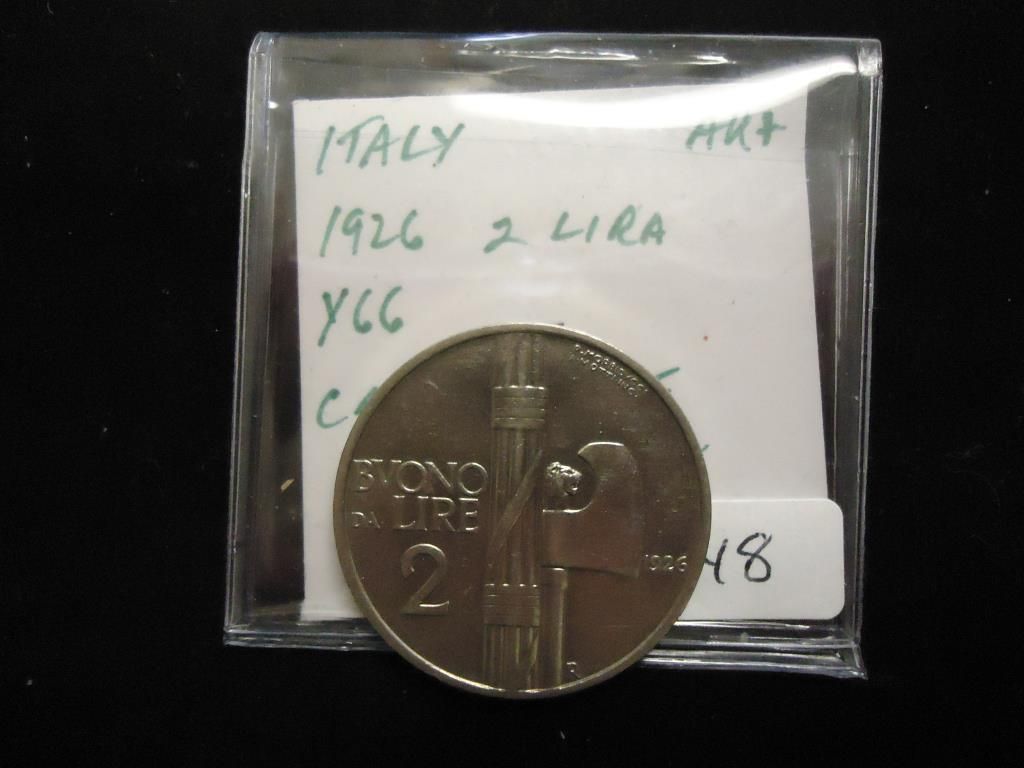 ITALY AU+
1926 2 LIRA
Y66
BVONO
DA LIRE
2
1926
R
48